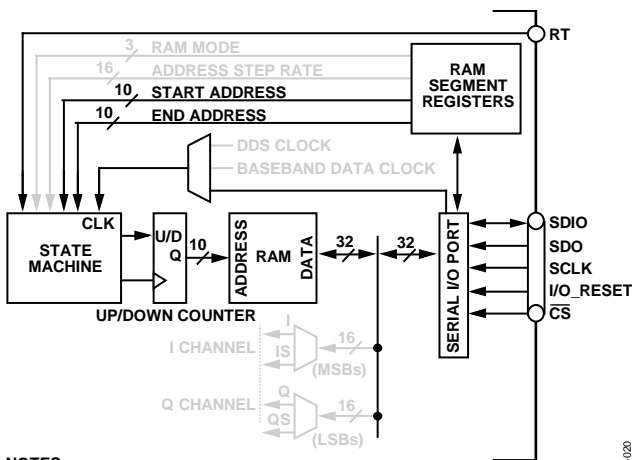 RT
3 RAM MODE
16 ADDRESS STEP RATE
10 START ADDRESS
10 END ADDRESS
RAM
SEGMENT
REGISTERS
DDS CLOCK
BASEBAND DATA CLOCK
CLK
STATE
MACHINE
U/D
Q
10
ADDRESS
RAM
DATA
32
32
SERIAL I/O PORT
SDIO
SDO
SCLK
I/O_RESET
CS
UP/DOWN COUNTER
I CHANNEL
I
IS
16
(MSBs)
Q CHANNEL
Q
QS
16
(LSBs)
NOTES
-020